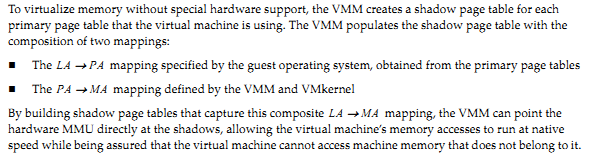 To virtualize memory without special hardware support, the VMM creates a shadow page table for each
primary page table that the virtual machine is using. The VMM populates the shadow page table with the
composition of two mappings:
■ The LA → PA mapping specified by the guest operating system, obtained from the primary page tables
■ The PA → MA mapping defined by the VMM and VMkernel
By building shadow page tables that capture this composite LA → MA mapping, the VMM can point the
hardware MMU directly at the shadows, allowing the virtual machine's memory accesses to run at native
speed while being assured that the virtual machine cannot access machine memory that does not belong to it.